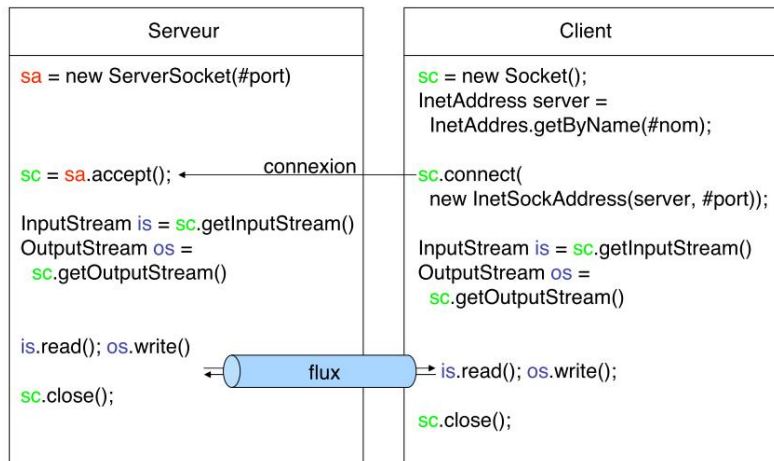 Serveur
sa = new ServerSocket(#port)
sc = sa.accept();
InputStream is = sc.getInputStream()
OutputStream os =
sc.getOutputStream()
is.read(); os.write()
sc.close();
connexion
flux
Client
sc = new Socket();
InetAddress server =
InetAddres.getByName(#nom);
sc.connect(
new InetSockAddress(server, #port));
InputStream is = sc.getInputStream()
OutputStream os =
sc.getOutputStream()
is.read(); os.write();
sc.close();